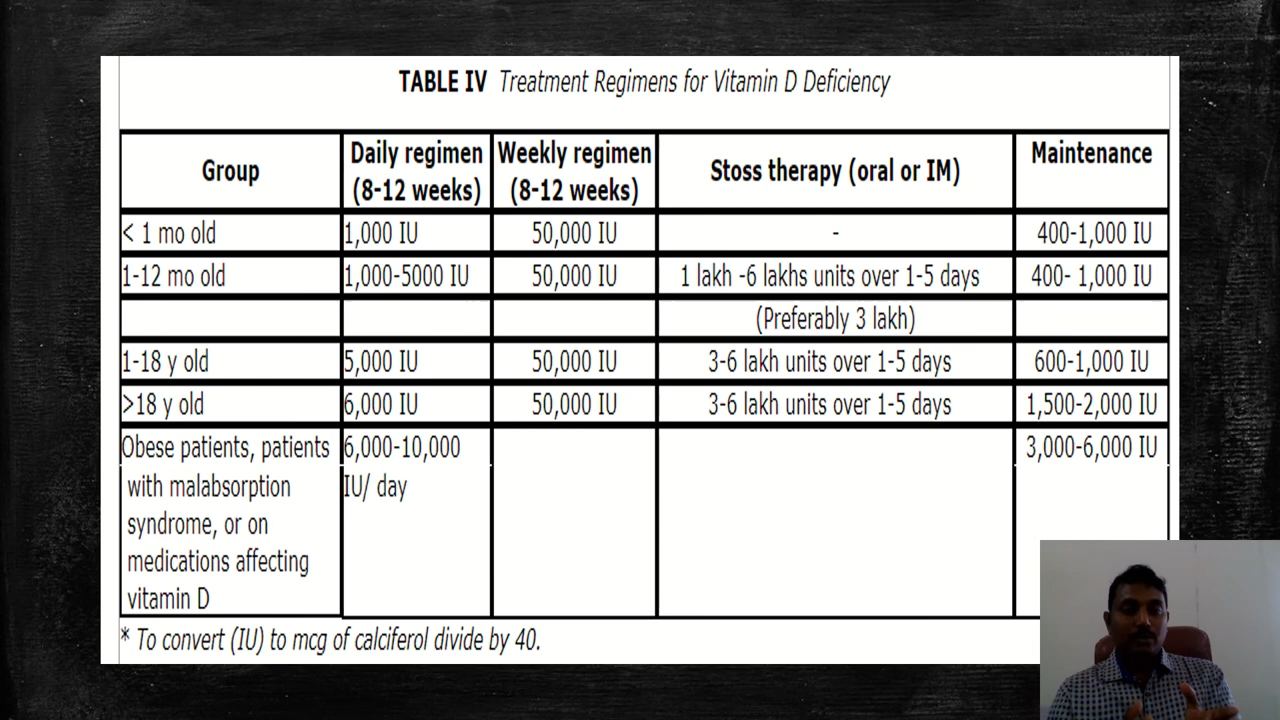 TABLE IV Treatment Regimens for Vitamin D Deficiency
Group
Daily regimen
(8-12 weeks)
Weekly regimen
(8-12 weeks)
Stoss therapy (oral or IM)
Maintenance
< 1 mo old 1,000 IU 50,000 IU - 400-1,000 IU
1-12 mo old 1,000-5000 IU 50,000 IU 1 lakh -6 lakhs units over 1-5 days 400- 1,000 IU
(Preferably 3 lakh)
1-18 y old 5,000 IU 50,000 IU 3-6 lakh units over 1-5 days 600-1,000 IU
>18 y old 6,000 IU 50,000 IU 3-6 lakh units over 1-5 days 1,500-2,000 IU
Obese patients, patients
with malabsorption
syndrome, or on
medications affecting
vitamin D
6,000-10,000
IU/ day
3,000-6,000 IU
* To convert (IU) to mcg of calciferol divide by 40.